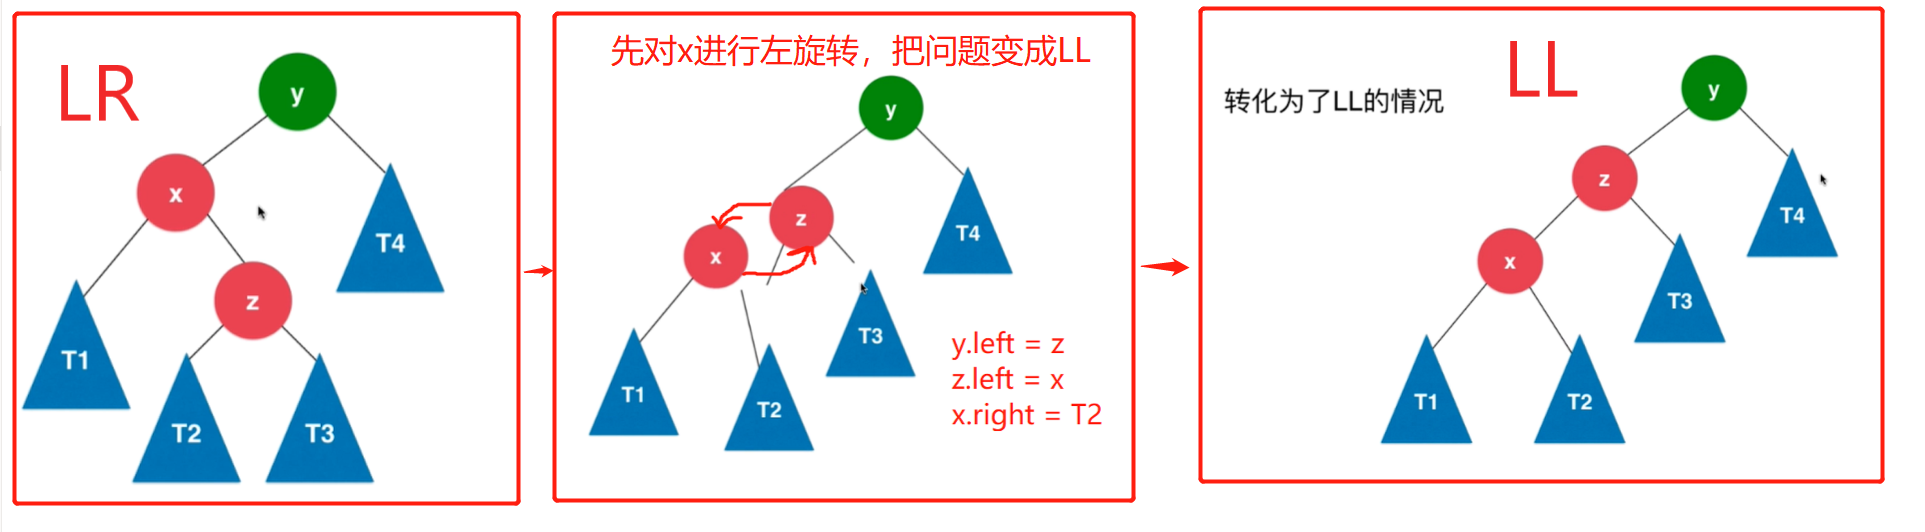 LR
y
x
T4
z
T1
T2
T3
先对x进行左旋转，把问题变成LL
y
z
x
T4
T3
T1
T2
y.left = z
z.left = x
x.right = T2
LL
转化为了LL的情况
y
z
T4
x
T3
T1
T2